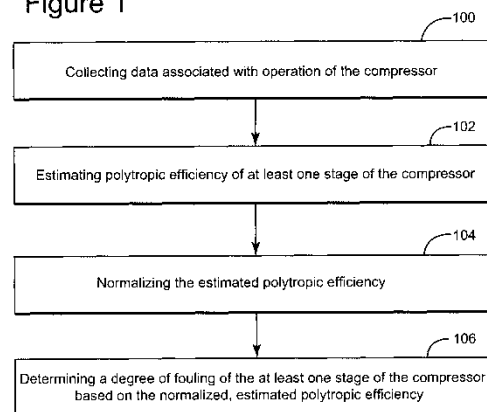 Figure 1
100
Collecting data associated with operation of the compressor
102
Estimating polytropic efficiency of at least one stage of the compressor
104
Normalizing the estimated polytropic efficiency
106
Determining a degree of fouling of the at least one stage of the compressor
based on the normalized, estimated polytropic efficiency